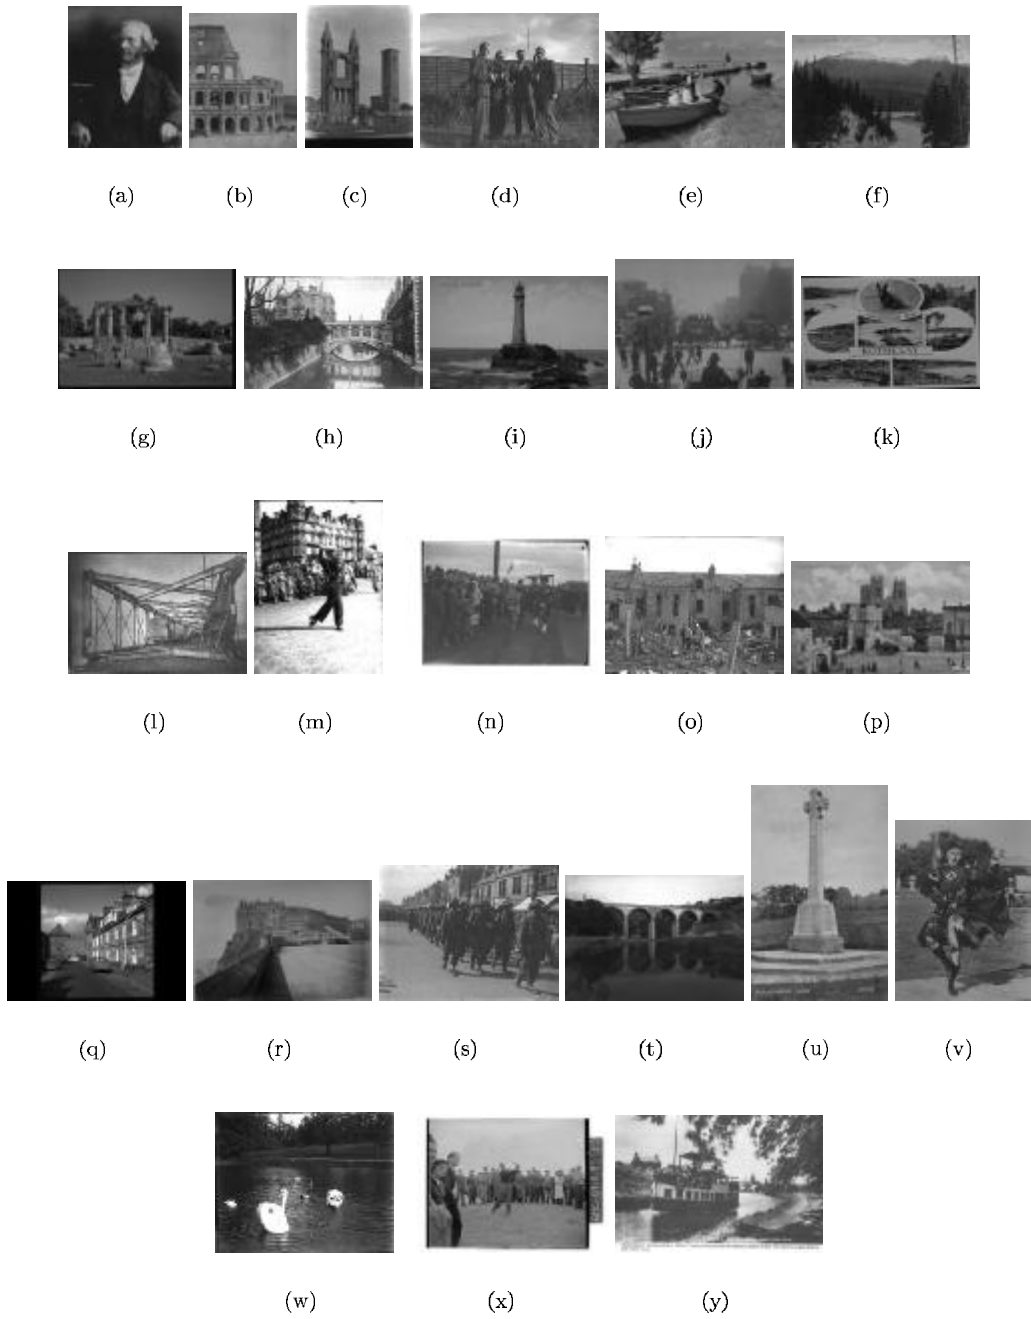 (a) (b) (c) (d) (e) (f)
(g) (h) (i) (j) (k)
(l) (m) (n) (o) (p)
(q) (r) (s) (t) (u) (v)
(w) (x) (y)